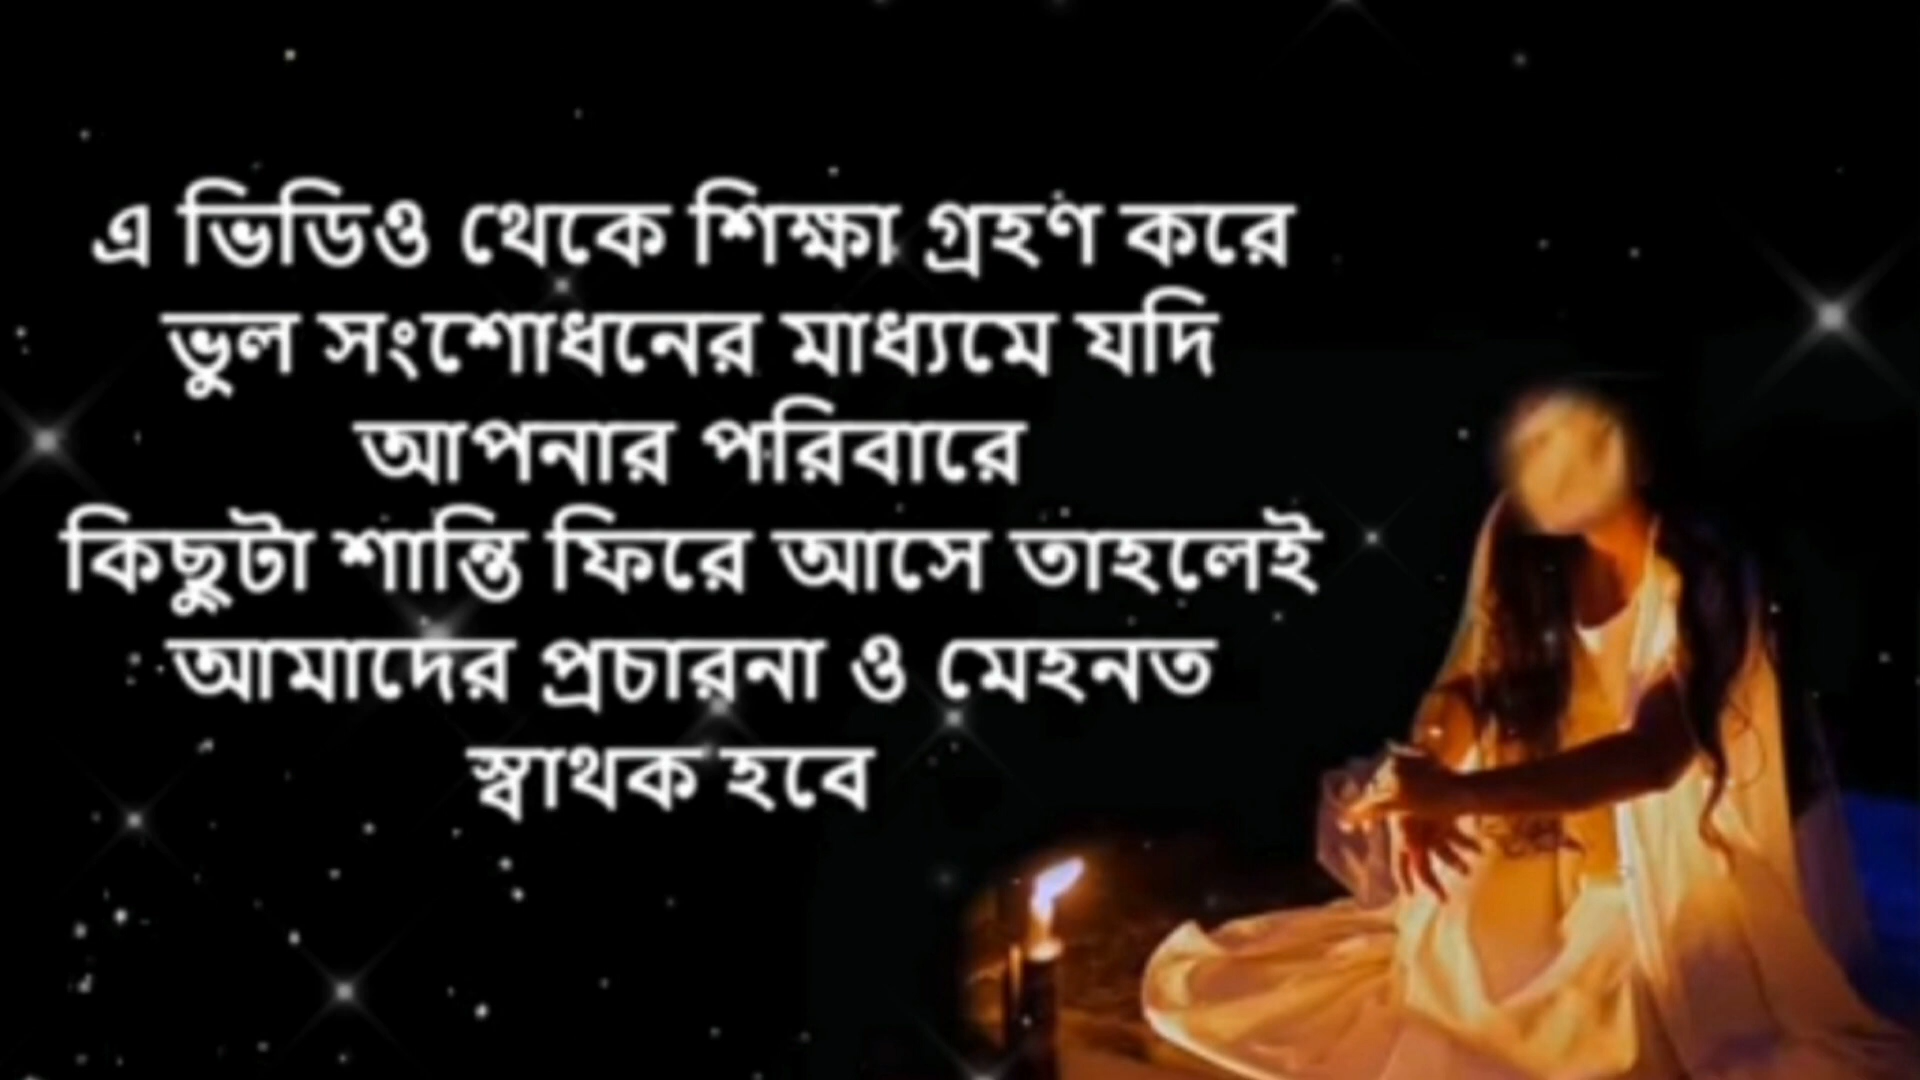 এ ভিডিও থেকে শিক্ষা গ্রহণ করে
ভুল সংশোধনের মাধ্যমে যদি
আপনার পরিবারে
কিছুটা শান্তি ফিরে আসে তাহলেই
আমাদের প্রচারনা ও মেহনত
স্বাথক হবে